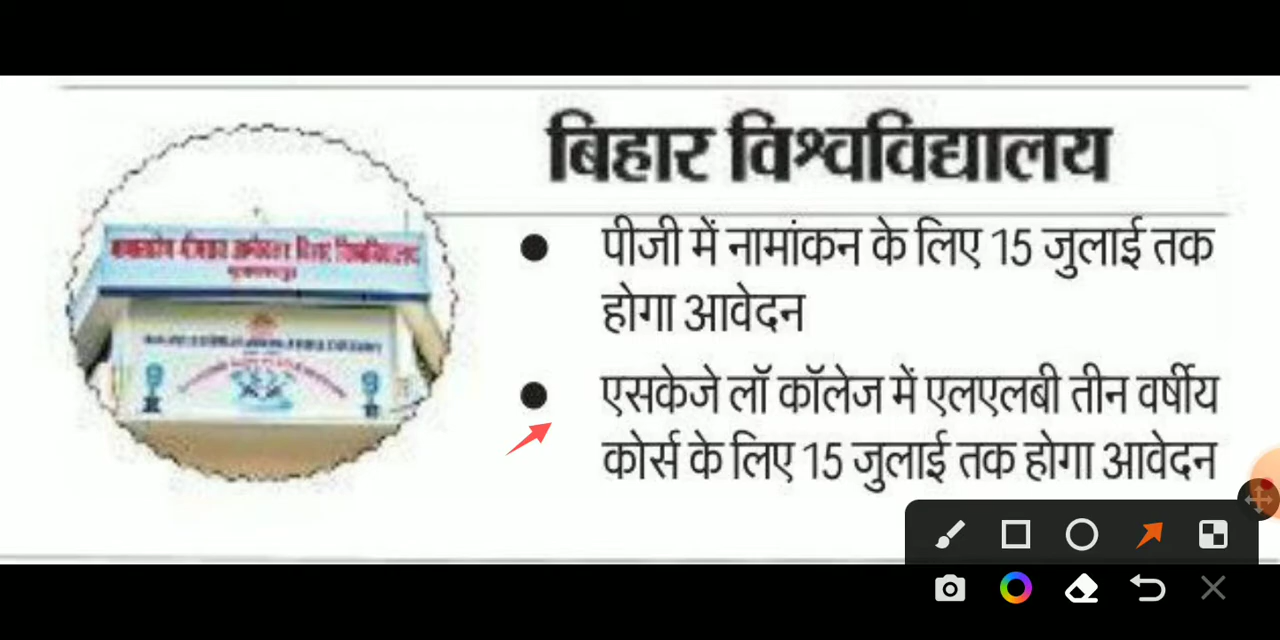 बिहार विश्वविद्यालय
पीजी में नामांकन के लिए 15 जुलाई तक
होगा आवेदन
एसकेजे लॉ कॉलेज में एलएलबी तीन वर्षीय
कोर्स के लिए 15 जुलाई तक होगा आवेदन